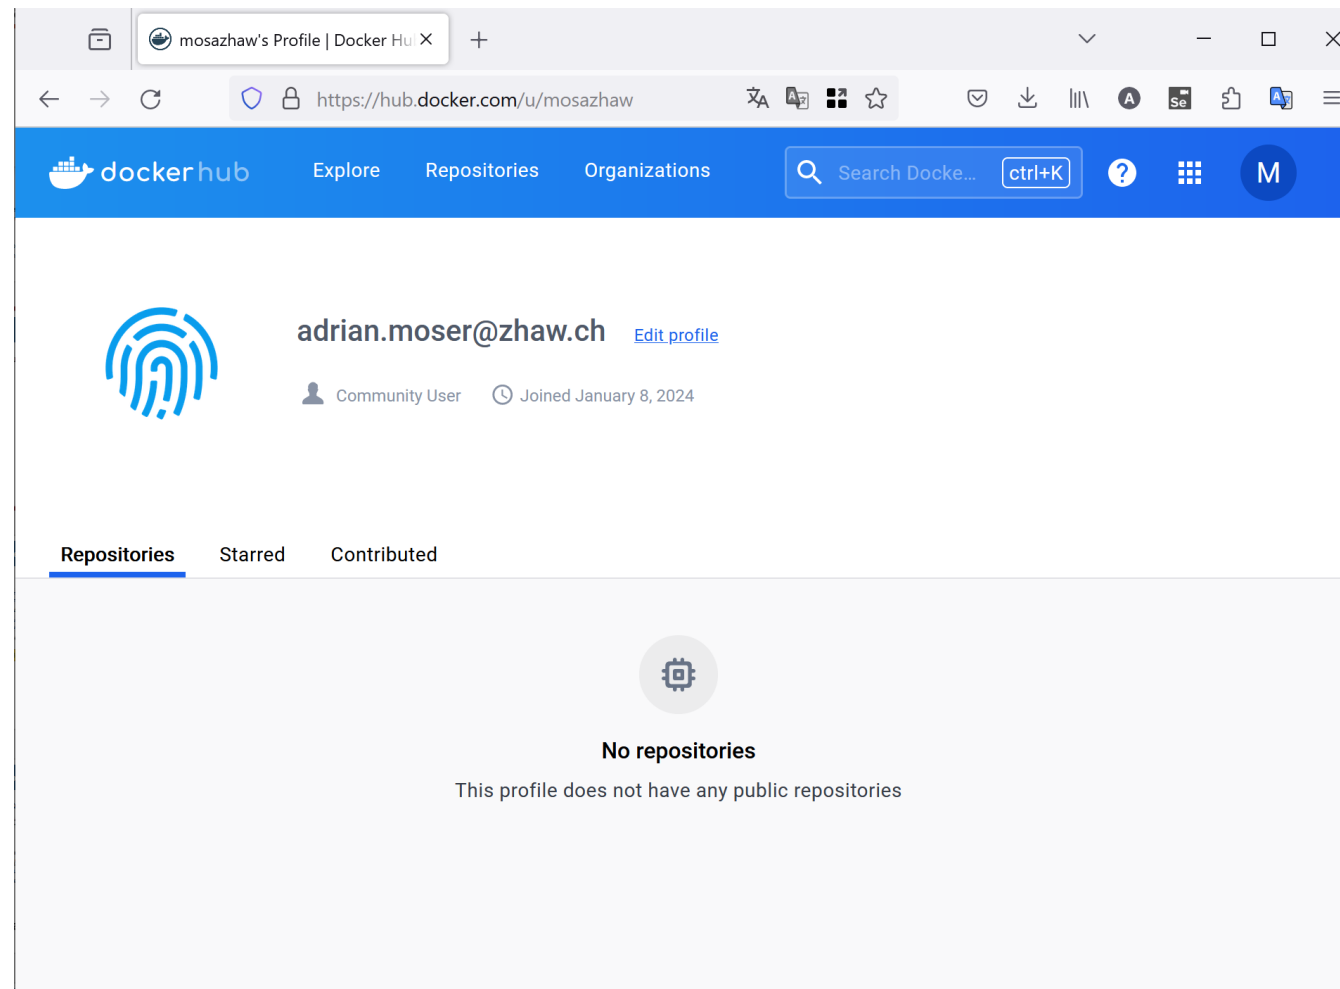 mosazhaw's Profile | Docker Hu
https://hub.docker.com/u/mosazhaw
A
Se
dockerhub Explore Repositories Organizations Search Docke... ctrl+K ? M
adrian.moser@zhaw.ch Edit profile
Community User Joined January 8, 2024
Repositories Starred Contributed
No repositories
This profile does not have any public repositories